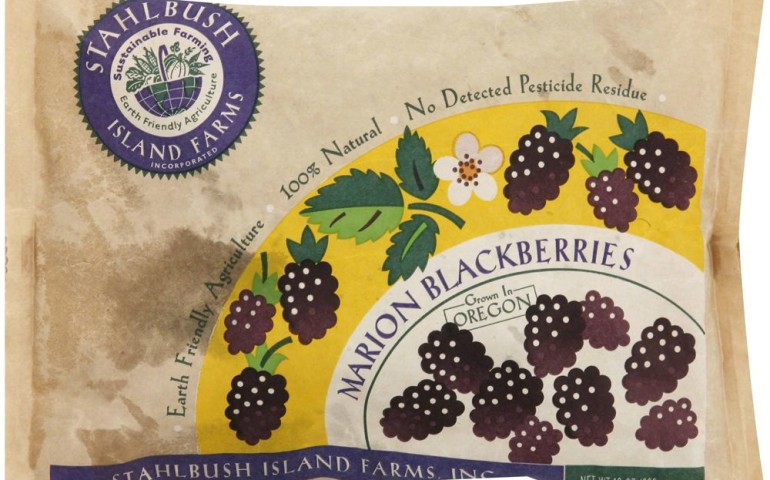 STAHLBUSH
Sustainable Farming
Earth Friendly Agriculture
ISLAND FARMS
INCORPORATED
Earth Friendly Agriculture • 100% Natural • No Detected Pesticide Residue •
MARION BLACKBERRIES
Grown In
OREGON
STAHLBUSH ISLAND FARMS, INC.